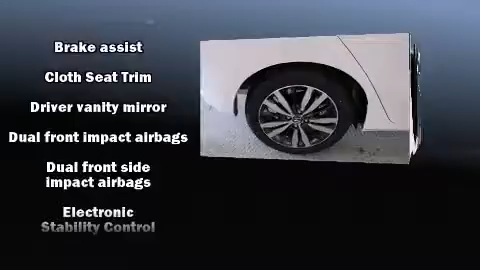 Brake assist
Cloth Seat Trim
Driver vanity mirror
Dual front impact airbags
Dual front side
impact airbags
Electronic
Stability Control